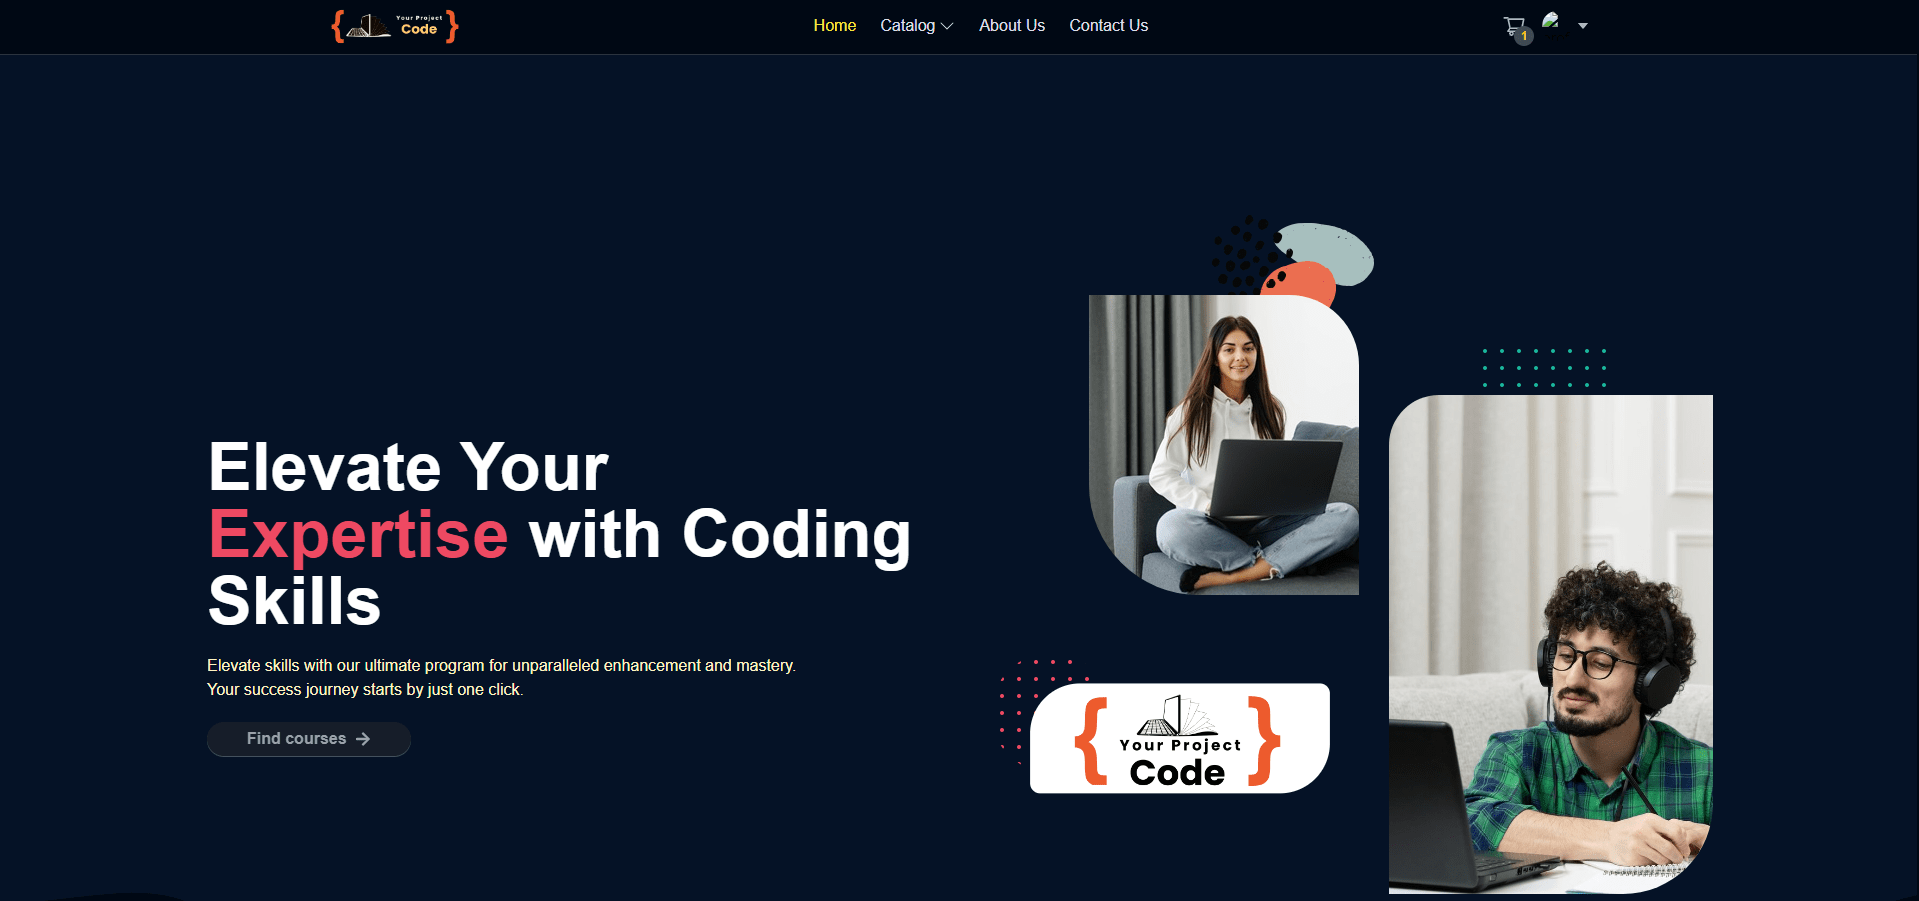 Your Project
Code
Home
Catalog
About Us
Contact Us
1
Elevate Your
Expertise with Coding
Skills
Elevate skills with our ultimate program for unparalleled enhancement and mastery.
Your success journey starts by just one click.
Find courses
Your Project
Code